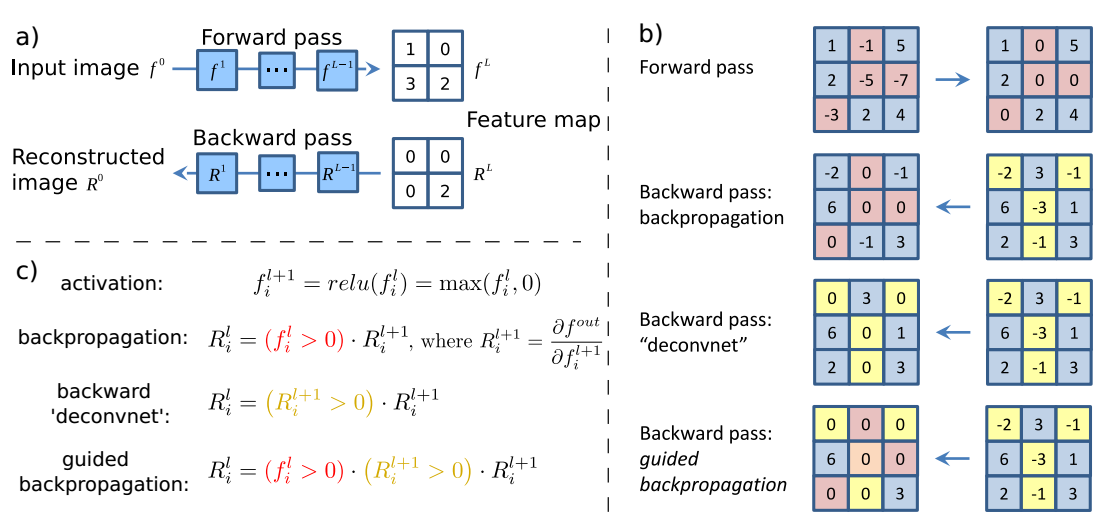 a)
Forward pass
Input image f^0 f^1 ... f^{L-1} 1 0 f^L
3 2
Feature map
Backward pass
Reconstructed
image R^0 R^1 ... R^{L-1} 0 0 R^L
0 2
b)
Forward pass
1 -1 5 1 0 5
2 -5 -7 2 0 0
-3 2 4 0 2 4
Backward pass:
backpropagation
-2 0 -1 -2 3 -1
6 0 0 6 -3 1
0 -1 3 2 -1 3
Backward pass:
“deconvnet”
0 3 0 -2 3 -1
6 0 1 6 -3 1
2 0 3 2 -1 3
Backward pass:
guided
backpropagation
0 0 0 -2 3 -1
6 0 0 6 -3 1
0 0 3 2 -1 3
c)
activation: f_i^{l+1} = relu(f_i^l) = max(f_i^l, 0)
backpropagation: R_i^l = (f_i^l > 0) · R_i^{l+1}, where R_i^{l+1} = ∂f^{out} / ∂f_i^{l+1}
backward
'deconvnet': R_i^l = (R_i^{l+1} > 0) · R_i^{l+1}
guided
backpropagation: R_i^l = (f_i^l > 0) · (R_i^{l+1} > 0) · R_i^{l+1}